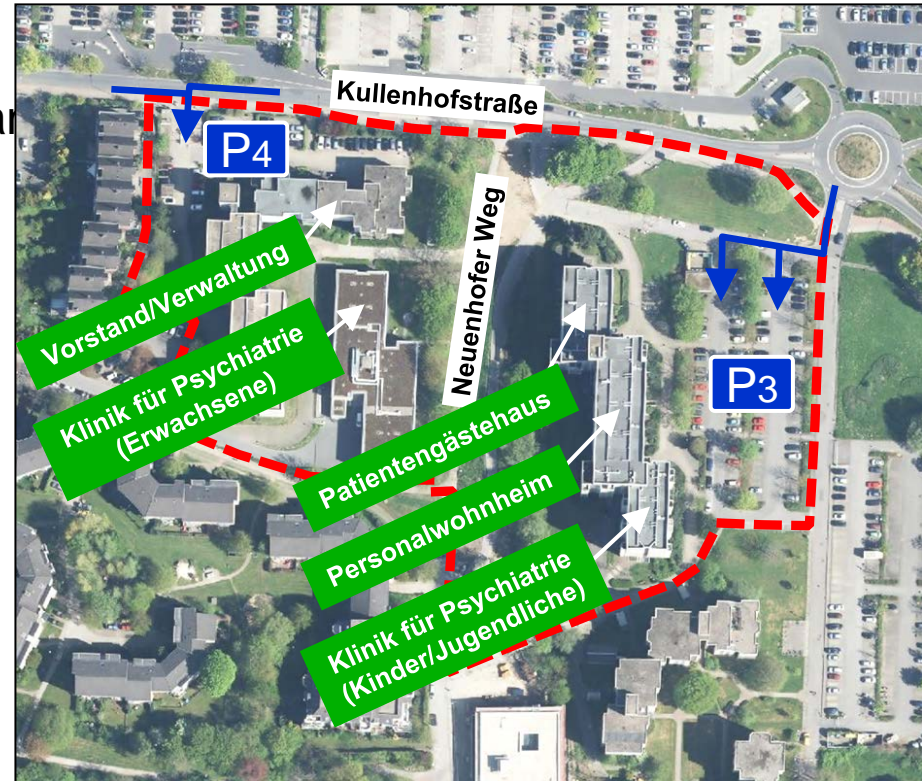 Kullenhofstraße
P4
Neuenhofer Weg
Vorstand/Verwaltung
Klinik für Psychiatrie
(Erwachsene)
P3
Patientengästehaus
Personalwohnheim
Klinik für Psychiatrie
(Kinder/Jugendliche)